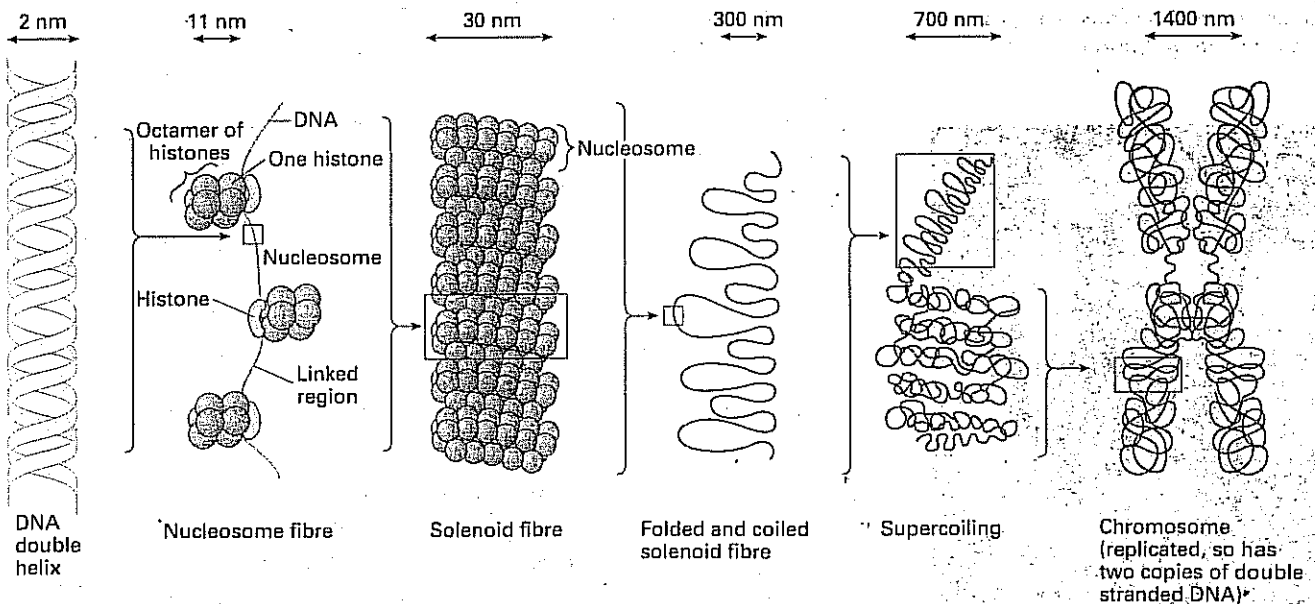 2 nm
11 nm
30 nm
300 nm
700 nm
1400 nm
Octamer of
histones
DNA
One histone
Nucleosome
Histone
Linked
region
Nucleosome
DNA
double
helix
Nucleosome fibre
Solenoid fibre
Folded and coiled
solenoid fibre
Supercoiling
Chromosome
(replicated, so has
two copies of double
stranded DNA)